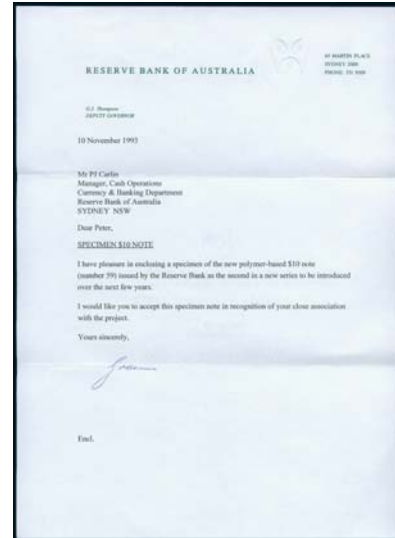 65 MARTIN PLACE
SYDNEY 2000
RESERVE BANK OF AUSTRALIA
G.J. Thompson
DEPUTY GOVERNOR
10 November 1993
Mr PJ Carlin
Manager, Cash Operations
Currency & Banking Department
Reserve Bank of Australia
SYDNEY NSW
Dear Peter,
SPECIMEN $10 NOTE
I have pleasure in enclosing a specimen of the new polymer-based $10 note
(number 59) issued by the Reserve Bank as the second in a new series to be introduced
over the next few years.
I would like you to accept this specimen note in recognition of your close association
with the project.
Yours sincerely,
Encl.